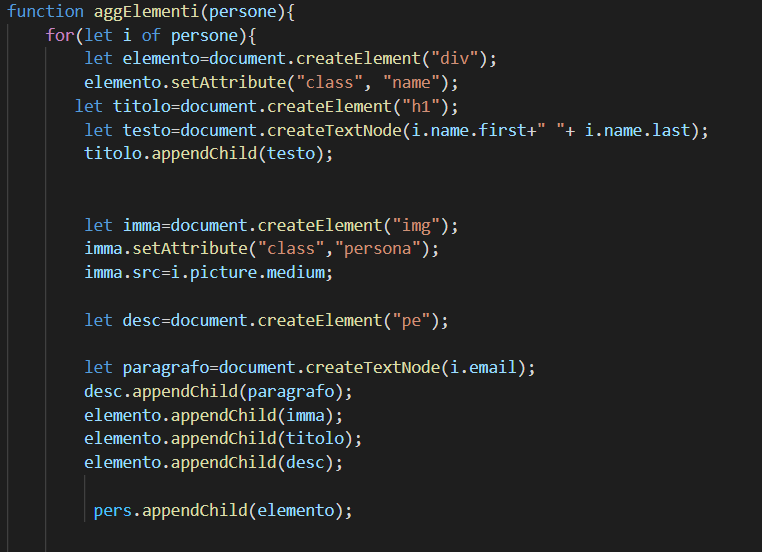 function aggElementi(persone){
for(let i of persone){
let elemento=document.createElement("div");
elemento.setAttribute("class", "name");
let titolo=document.createElement("h1");
let testo=document.createTextNode(i.name.first+" "+ i.name.last);
titolo.appendChild(testo);
let imma=document.createElement("img");
imma.setAttribute("class","persona");
imma.src=i.picture.medium;
let desc=document.createElement("pe");
let paragrafo=document.createTextNode(i.email);
desc.appendChild(paragrafo);
elemento.appendChild(imma);
elemento.appendChild(titolo);
elemento.appendChild(desc);
pers.appendChild(elemento);